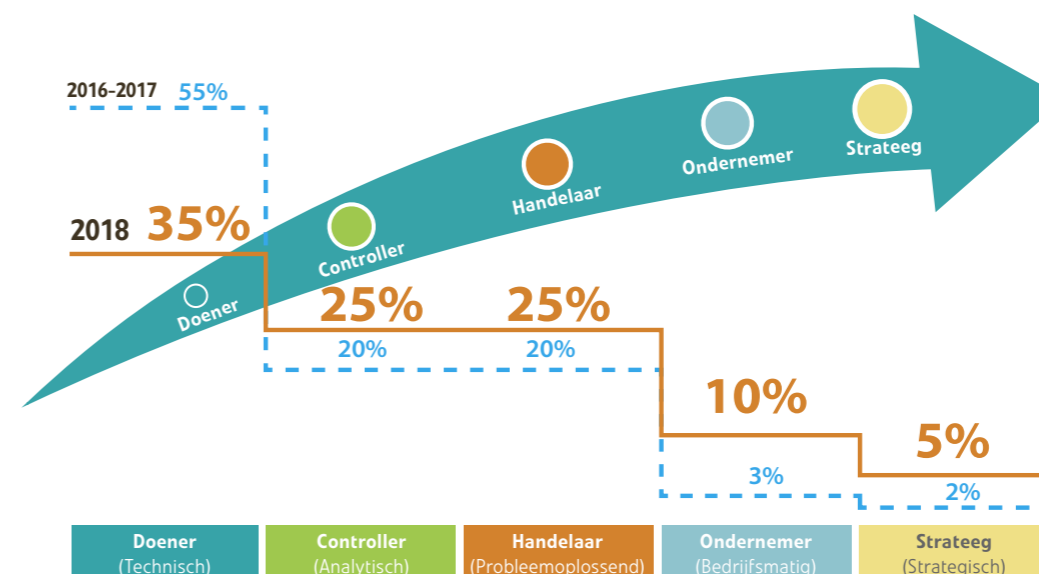 2016-2017 55%
2018 35%
Doener
Controller
Handelaar
Ondernemer
Strateeg
25%
25%
20%
20%
10%
3%
5%
2%
Doener
(Technisch)
Controller
(Analytisch)
Handelaar
(Probleemoplossend)
Ondernemer
(Bedrijfsmatig)
Strateeg
(Strategisch)